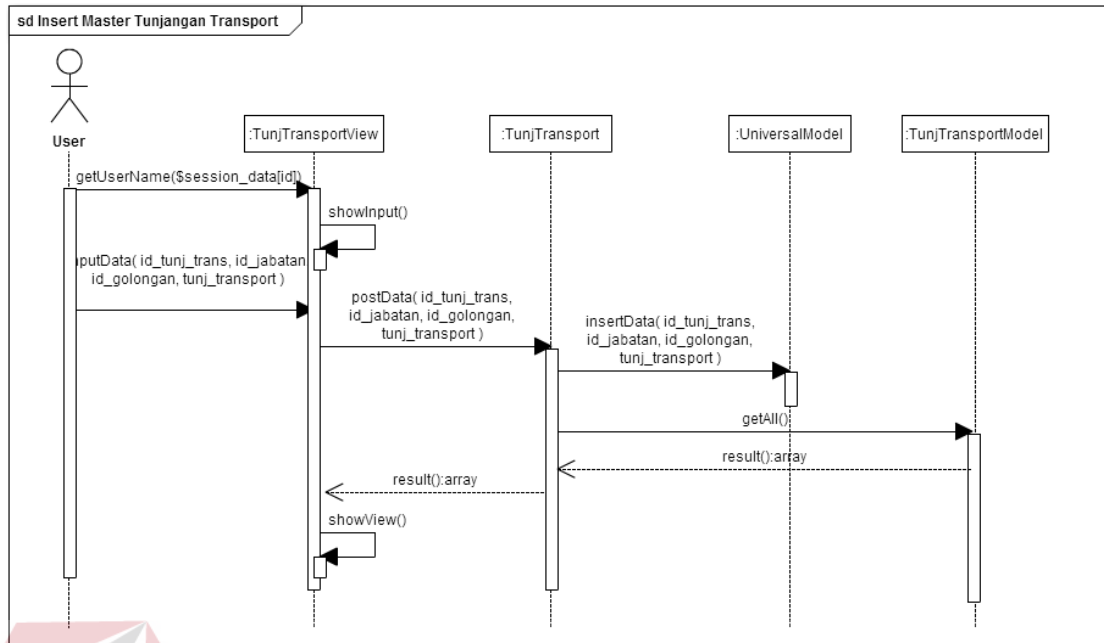 sd Insert Master Tunjangan Transport
User
:TunjTransportView
:TunjTransport
:UniversalModel
:TunjTransportModel
getUserName($session_data[id])
showInput()
putData( id_tunj_trans, id_jabatan
id_golongan, tunj_transport )
postData( id_tunj_trans,
id_jabatan, id_golongan,
tunj_transport )
insertData( id_tunj_trans,
id_jabatan, id_golongan,
tunj_transport )
getAll()
result():array
result():array
showView()